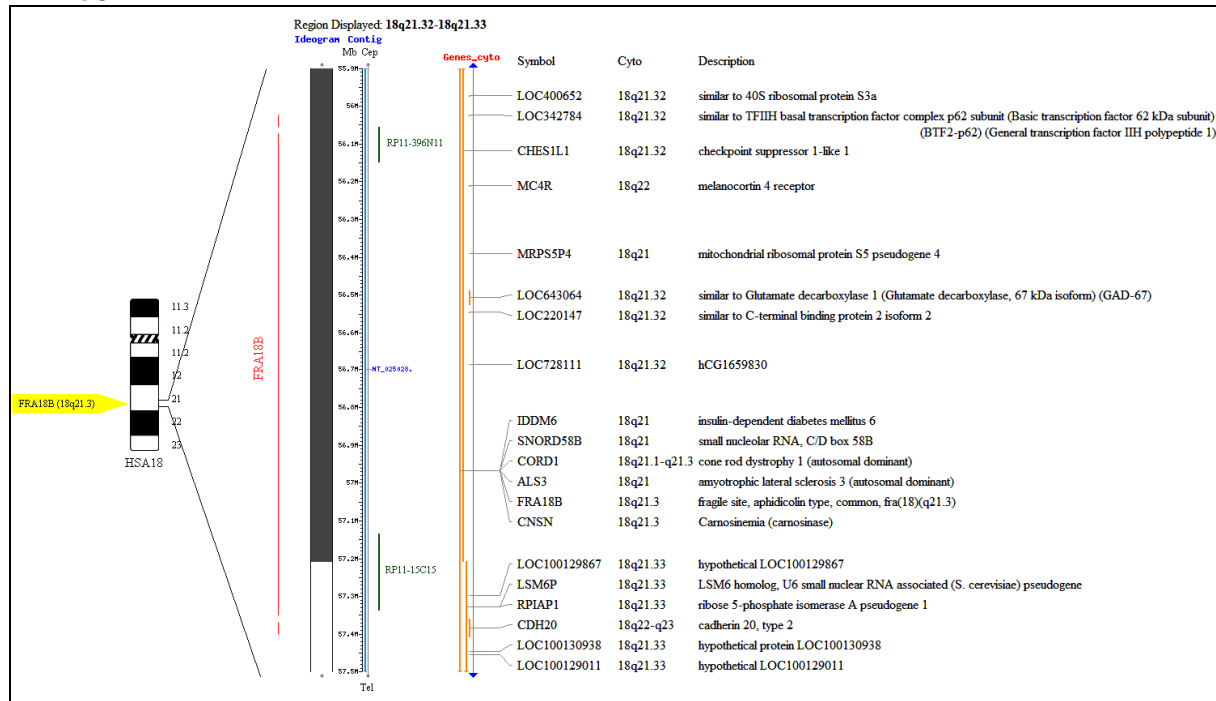 Region Displayed: 18q21.32-18q21.33
Ideogram Contig
Mb Cep
Genes_cyto
Symbol Cyto Description
55.9M
56M
56.1M
56.2M
56.3M
56.4M
56.5M
56.6M
56.7M
56.8M
56.9M
57M
57.1M
57.2M
57.3M
57.4M
57.5M
Tel
RP11-396N11
NT_025028.
RP11-15C15
FRA18B
FRA18B (18q21.3)
11.3
11.2
11.2
12
21
22
23
HSA18
LOC400652 18q21.32 similar to 40S ribosomal protein S3a
LOC342784 18q21.32 similar to TFIIH basal transcription factor complex p62 subunit (Basic transcription factor 62 kDa subunit)
(BTF2-p62) (General transcription factor IIH polypeptide 1)
CHES1L1 18q21.32 checkpoint suppressor 1-like 1
MC4R 18q22 melanocortin 4 receptor
MRPS5P4 18q21 mitochondrial ribosomal protein S5 pseudogene 4
LOC643064 18q21.32 similar to Glutamate decarboxylase 1 (Glutamate decarboxylase, 67 kDa isoform) (GAD-67)
LOC220147 18q21.32 similar to C-terminal binding protein 2 isoform 2
LOC728111 18q21.32 hCG1659830
IDDM6 18q21 insulin-dependent diabetes mellitus 6
SNORD58B 18q21 small nucleolar RNA, C/D box 58B
CORD1 18q21.1-q21.3 cone rod dystrophy 1 (autosomal dominant)
ALS3 18q21 amyotrophic lateral sclerosis 3 (autosomal dominant)
FRA18B 18q21.3 fragile site, aphidicolin type, common, fra(18)(q21.3)
CNSN 18q21.3 Carnosinemia (carnosinase)
LOC100129867 18q21.33 hypothetical LOC100129867
LSM6P 18q21.33 LSM6 homolog, U6 small nuclear RNA associated (S. cerevisiae) pseudogene
RPIAP1 18q21.33 ribose 5-phosphate isomerase A pseudogene 1
CDH20 18q22-q23 cadherin 20, type 2
LOC100130938 18q21.33 hypothetical protein LOC100130938
LOC100129011 18q21.33 hypothetical LOC100129011